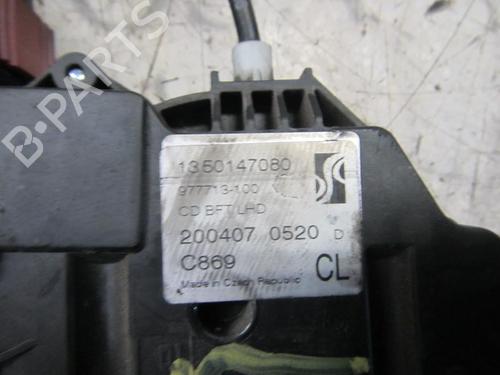 B-PARTS
1350147080
977713-100
CD BFT LHD
200407 0520 D
C869 CL
Made in Czech Republic